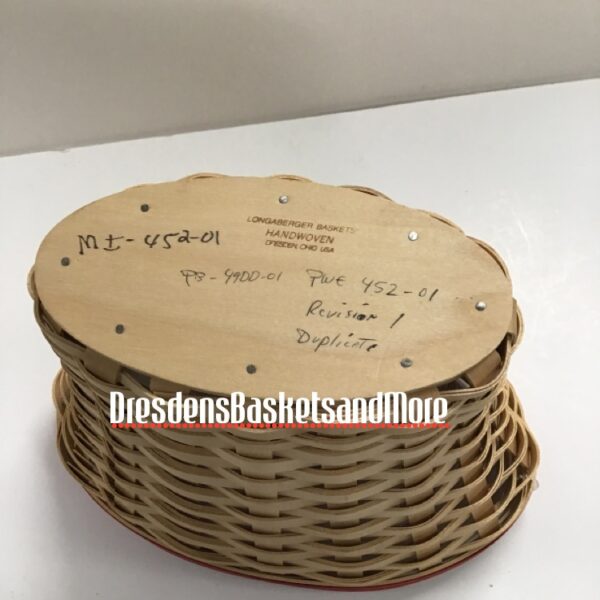 LONGABERGER BASKETS
HANDWOVEN
DRESDEN, OHIO USA
MI-452-01
PB-4900-01 PWE 452-01
Revision 1
Duplicate
DresdensBasketsandMore